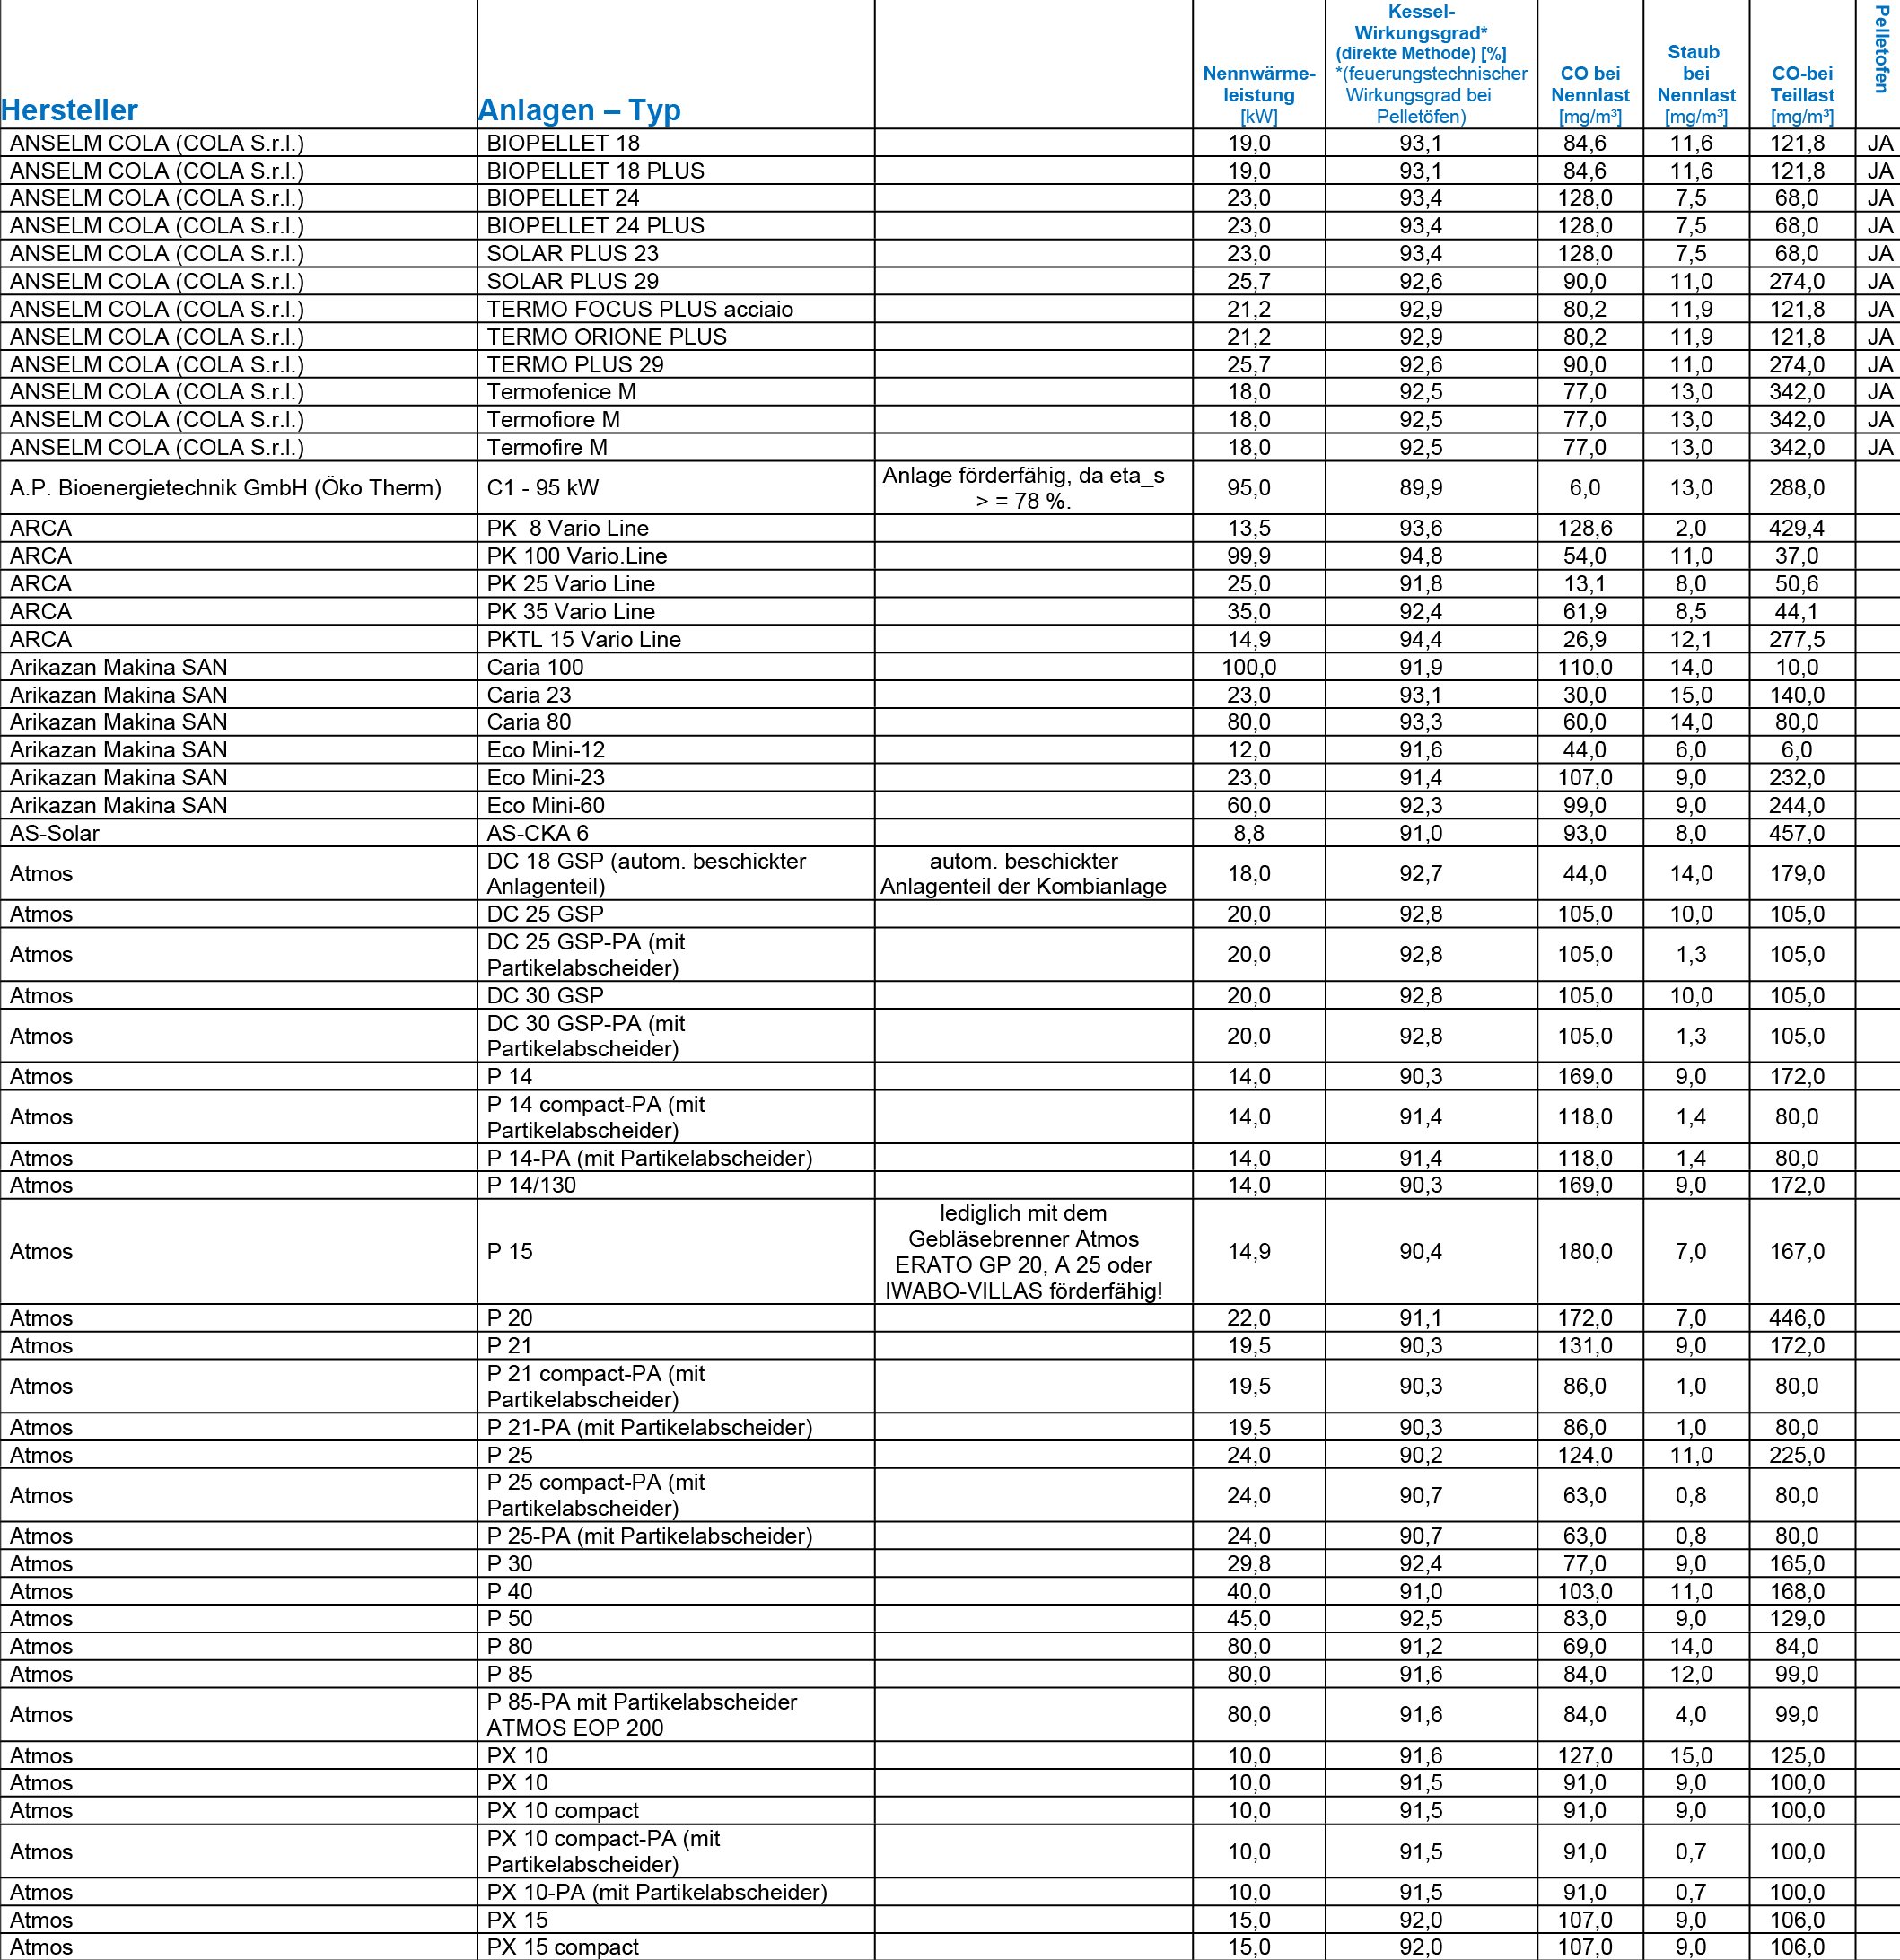 Hersteller Anlagen – Typ Nennwärme-leistung [kW] Kessel-Wirkungsgrad* (direkte Methode) [%] *(feuerungstechnischer Wirkungsgrad bei Pelletöfen) CO bei Nennlast [mg/m³] Staub bei Nennlast [mg/m³] CO-bei Teillast [mg/m³] Pelletofen
ANSELM COLA (COLA S.r.l.) BIOPELLET 18 19,0 93,1 84,6 11,6 121,8 JA
ANSELM COLA (COLA S.r.l.) BIOPELLET 18 PLUS 19,0 93,1 84,6 11,6 121,8 JA
ANSELM COLA (COLA S.r.l.) BIOPELLET 24 23,0 93,4 128,0 7,5 68,0 JA
ANSELM COLA (COLA S.r.l.) BIOPELLET 24 PLUS 23,0 93,4 128,0 7,5 68,0 JA
ANSELM COLA (COLA S.r.l.) SOLAR PLUS 23 23,0 93,4 128,0 7,5 68,0 JA
ANSELM COLA (COLA S.r.l.) SOLAR PLUS 29 25,7 92,6 90,0 11,0 274,0 JA
ANSELM COLA (COLA S.r.l.) TERMO FOCUS PLUS acciaio 21,2 92,9 80,2 11,9 121,8 JA
ANSELM COLA (COLA S.r.l.) TERMO ORIONE PLUS 21,2 92,9 80,2 11,9 121,8 JA
ANSELM COLA (COLA S.r.l.) TERMO PLUS 29 25,7 92,6 90,0 11,0 274,0 JA
ANSELM COLA (COLA S.r.l.) Termofenice M 18,0 92,5 77,0 13,0 342,0 JA
ANSELM COLA (COLA S.r.l.) Termofiore M 18,0 92,5 77,0 13,0 342,0 JA
ANSELM COLA (COLA S.r.l.) Termofire M 18,0 92,5 77,0 13,0 342,0 JA
A.P. Bioenergietechnik GmbH (Öko Therm) C1 - 95 kW Anlage förderfähig, da eta_s > = 78 %. 95,0 89,9 6,0 13,0 288,0
ARCA PK  8 Vario Line 13,5 93,6 128,6 2,0 429,4
ARCA PK 100 Vario.Line 99,9 94,8 54,0 11,0 37,0
ARCA PK 25 Vario Line 25,0 91,8 13,1 8,0 50,6
ARCA PK 35 Vario Line 35,0 92,4 61,9 8,5 44,1
ARCA PKTL 15 Vario Line 14,9 94,4 26,9 12,1 277,5
Arikazan Makina SAN Caria 100 100,0 91,9 110,0 14,0 10,0
Arikazan Makina SAN Caria 23 23,0 93,1 30,0 15,0 140,0
Arikazan Makina SAN Caria 80 80,0 93,3 60,0 14,0 80,0
Arikazan Makina SAN Eco Mini-12 12,0 91,6 44,0 6,0 6,0
Arikazan Makina SAN Eco Mini-23 23,0 91,4 107,0 9,0 232,0
Arikazan Makina SAN Eco Mini-60 60,0 92,3 99,0 9,0 244,0
AS-Solar AS-CKA 6 8,8 91,0 93,0 8,0 457,0
Atmos DC 18 GSP (autom. beschickter Anlagenteil) autom. beschickter Anlagenteil der Kombianlage 18,0 92,7 44,0 14,0 179,0
Atmos DC 25 GSP 20,0 92,8 105,0 10,0 105,0
Atmos DC 25 GSP-PA (mit Partikelabscheider) 20,0 92,8 105,0 1,3 105,0
Atmos DC 30 GSP 20,0 92,8 105,0 10,0 105,0
Atmos DC 30 GSP-PA (mit Partikelabscheider) 20,0 92,8 105,0 1,3 105,0
Atmos P 14 14,0 90,3 169,0 9,0 172,0
Atmos P 14 compact-PA (mit Partikelabscheider) 14,0 91,4 118,0 1,4 80,0
Atmos P 14-PA (mit Partikelabscheider) 14,0 91,4 118,0 1,4 80,0
Atmos P 14/130 14,0 90,3 169,0 9,0 172,0
Atmos P 15 lediglich mit dem Gebläsebrenner Atmos ERATO GP 20, A 25 oder IWABO-VILLAS förderfähig! 14,9 90,4 180,0 7,0 167,0
Atmos P 20 22,0 91,1 172,0 7,0 446,0
Atmos P 21 19,5 90,3 131,0 9,0 172,0
Atmos P 21 compact-PA (mit Partikelabscheider) 19,5 90,3 86,0 1,0 80,0
Atmos P 21-PA (mit Partikelabscheider) 19,5 90,3 86,0 1,0 80,0
Atmos P 25 24,0 90,2 124,0 11,0 225,0
Atmos P 25 compact-PA (mit Partikelabscheider) 24,0 90,7 63,0 0,8 80,0
Atmos P 25-PA (mit Partikelabscheider) 24,0 90,7 63,0 0,8 80,0
Atmos P 30 29,8 92,4 77,0 9,0 165,0
Atmos P 40 40,0 91,0 103,0 11,0 168,0
Atmos P 50 45,0 92,5 83,0 9,0 129,0
Atmos P 80 80,0 91,2 69,0 14,0 84,0
Atmos P 85 80,0 91,6 84,0 12,0 99,0
Atmos P 85-PA mit Partikelabscheider ATMOS EOP 200 80,0 91,6 84,0 4,0 99,0
Atmos PX 10 10,0 91,6 127,0 15,0 125,0
Atmos PX 10 10,0 91,5 91,0 9,0 100,0
Atmos PX 10 compact 10,0 91,5 91,0 9,0 100,0
Atmos PX 10 compact-PA (mit Partikelabscheider) 10,0 91,5 91,0 0,7 100,0
Atmos PX 10-PA (mit Partikelabscheider) 10,0 91,5 91,0 0,7 100,0
Atmos PX 15 15,0 92,0 107,0 9,0 106,0
Atmos PX 15 compact 15,0 92,0 107,0 9,0 106,0